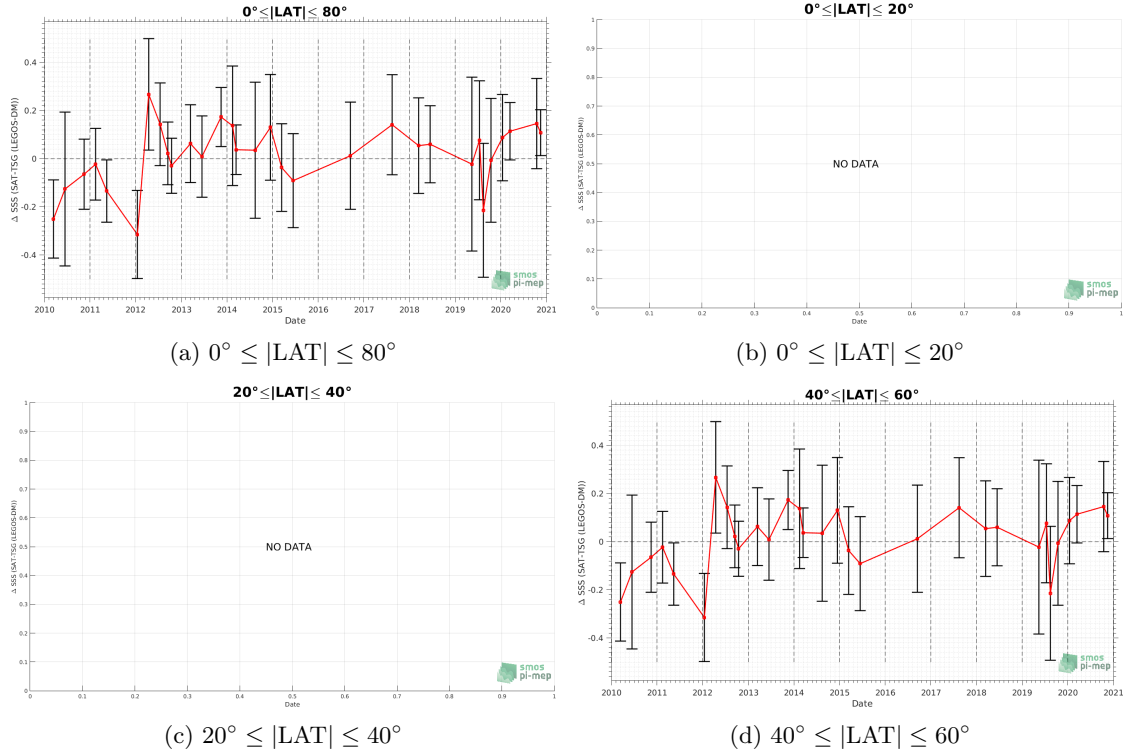 0°≤|LAT|≤ 80°
Δ SSS (SAT-TSG (LEGOS-DM))
0.4
0.2
0
-0.2
-0.4
2010 2011 2012 2013 2014 2015 2016 2017 2018 2019 2020 2021
Date
smos
pi-mep
(a) 0° ≤ |LAT| ≤ 80°
0°≤|LAT|≤ 20°
Δ SSS (SAT-TSG (LEGOS-DM))
1
0.9
0.8
0.7
0.6
0.5
0.4
0.3
0.2
0.1
0
NO DATA
0 0.1 0.2 0.3 0.4 0.5 0.6 0.7 0.8 0.9 1
Date
smos
pi-mep
(b) 0° ≤ |LAT| ≤ 20°
20°≤|LAT|≤ 40°
Δ SSS (SAT-TSG (LEGOS-DM))
1
0.9
0.8
0.7
0.6
0.5
0.4
0.3
0.2
0.1
0
NO DATA
0 0.1 0.2 0.3 0.4 0.5 0.6 0.7 0.8 0.9 1
Date
smos
pi-mep
(c) 20° ≤ |LAT| ≤ 40°
40°≤|LAT|≤ 60°
Δ SSS (SAT-TSG (LEGOS-DM))
0.4
0.2
0
-0.2
-0.4
2010 2011 2012 2013 2014 2015 2016 2017 2018 2019 2020 2021
Date
smos
pi-mep
(d) 40° ≤ |LAT| ≤ 60°